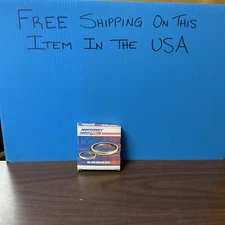 FREE SHIPPING ON THIS
ITEM IN THE USA